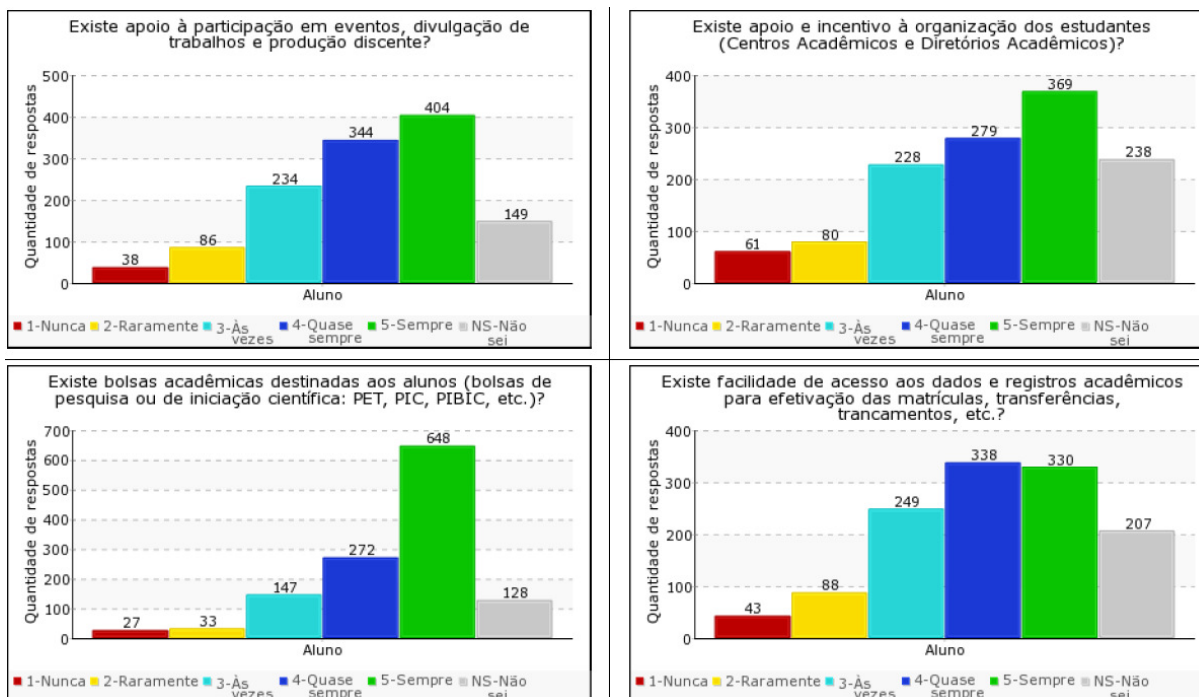 Existe apoio à participação em eventos, divulgação de
trabalhos e produção discente?
Quantidade de respostas
500
400
300
200
100
0
38
86
234
344
404
149
Aluno
1-Nunca 2-Raramente 3-Às vezes 4-Quase sempre 5-Sempre NS-Não sei
Existe apoio e incentivo à organização dos estudantes
(Centros Acadêmicos e Diretórios Acadêmicos)?
Quantidade de respostas
400
300
200
100
0
61
80
228
279
369
238
Aluno
1-Nunca 2-Raramente 3-Às vezes 4-Quase sempre 5-Sempre NS-Não sei
Existe bolsas acadêmicas destinadas aos alunos (bolsas de
pesquisa ou de iniciação científica: PET, PIC, PIBIC, etc.)?
Quantidade de respostas
700
600
500
400
300
200
100
0
27
33
147
272
648
128
Aluno
1-Nunca 2-Raramente 3-Às vezes 4-Quase sempre 5-Sempre NS-Não sei
Existe facilidade de acesso aos dados e registros acadêmicos
para efetivação das matrículas, transferências,
trancamentos, etc.?
Quantidade de respostas
400
300
200
100
0
43
88
249
338
330
207
Aluno
1-Nunca 2-Raramente 3-Às vezes 4-Quase sempre 5-Sempre NS-Não sei